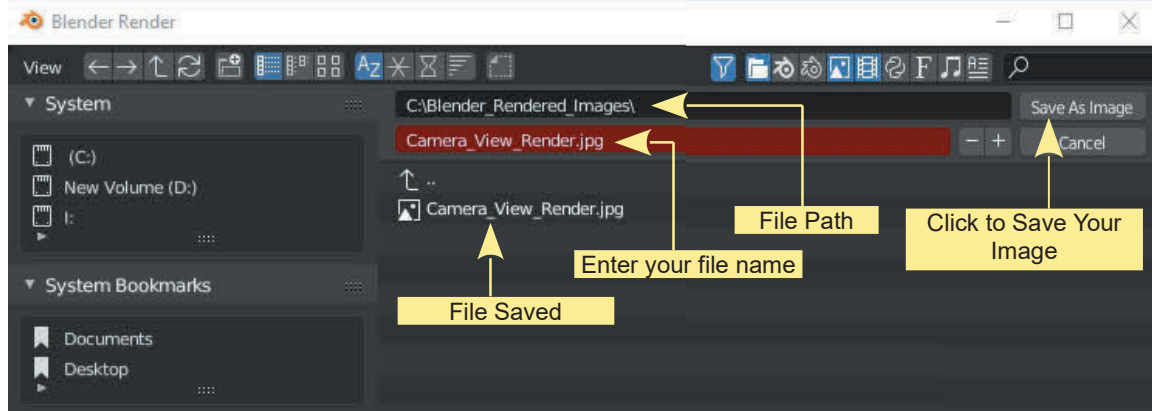 Blender Render
View
System
C:\Blender_Rendered_Images\
Save As Image
Camera_View_Render.jpg
Cancel
(C:)
New Volume (D:)
I:
..
Camera_View_Render.jpg
File Path
Click to Save Your
Image
Enter your file name
System Bookmarks
File Saved
Documents
Desktop